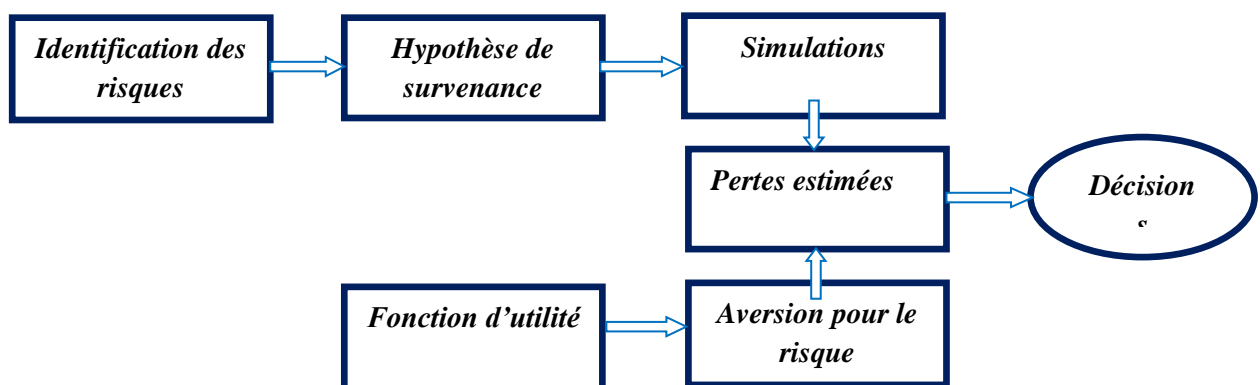 Identification des
risques
Hypothèse de
survenance
Simulations
Pertes estimées
Décision
s
Fonction d’utilité
Aversion pour le
risque